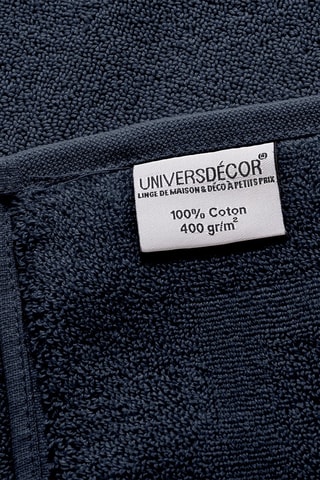 UNIVERSDÉCOR®
LINGE DE MAISON & DÉCO À PETITS PRIX
100% Coton
400 gr/m²